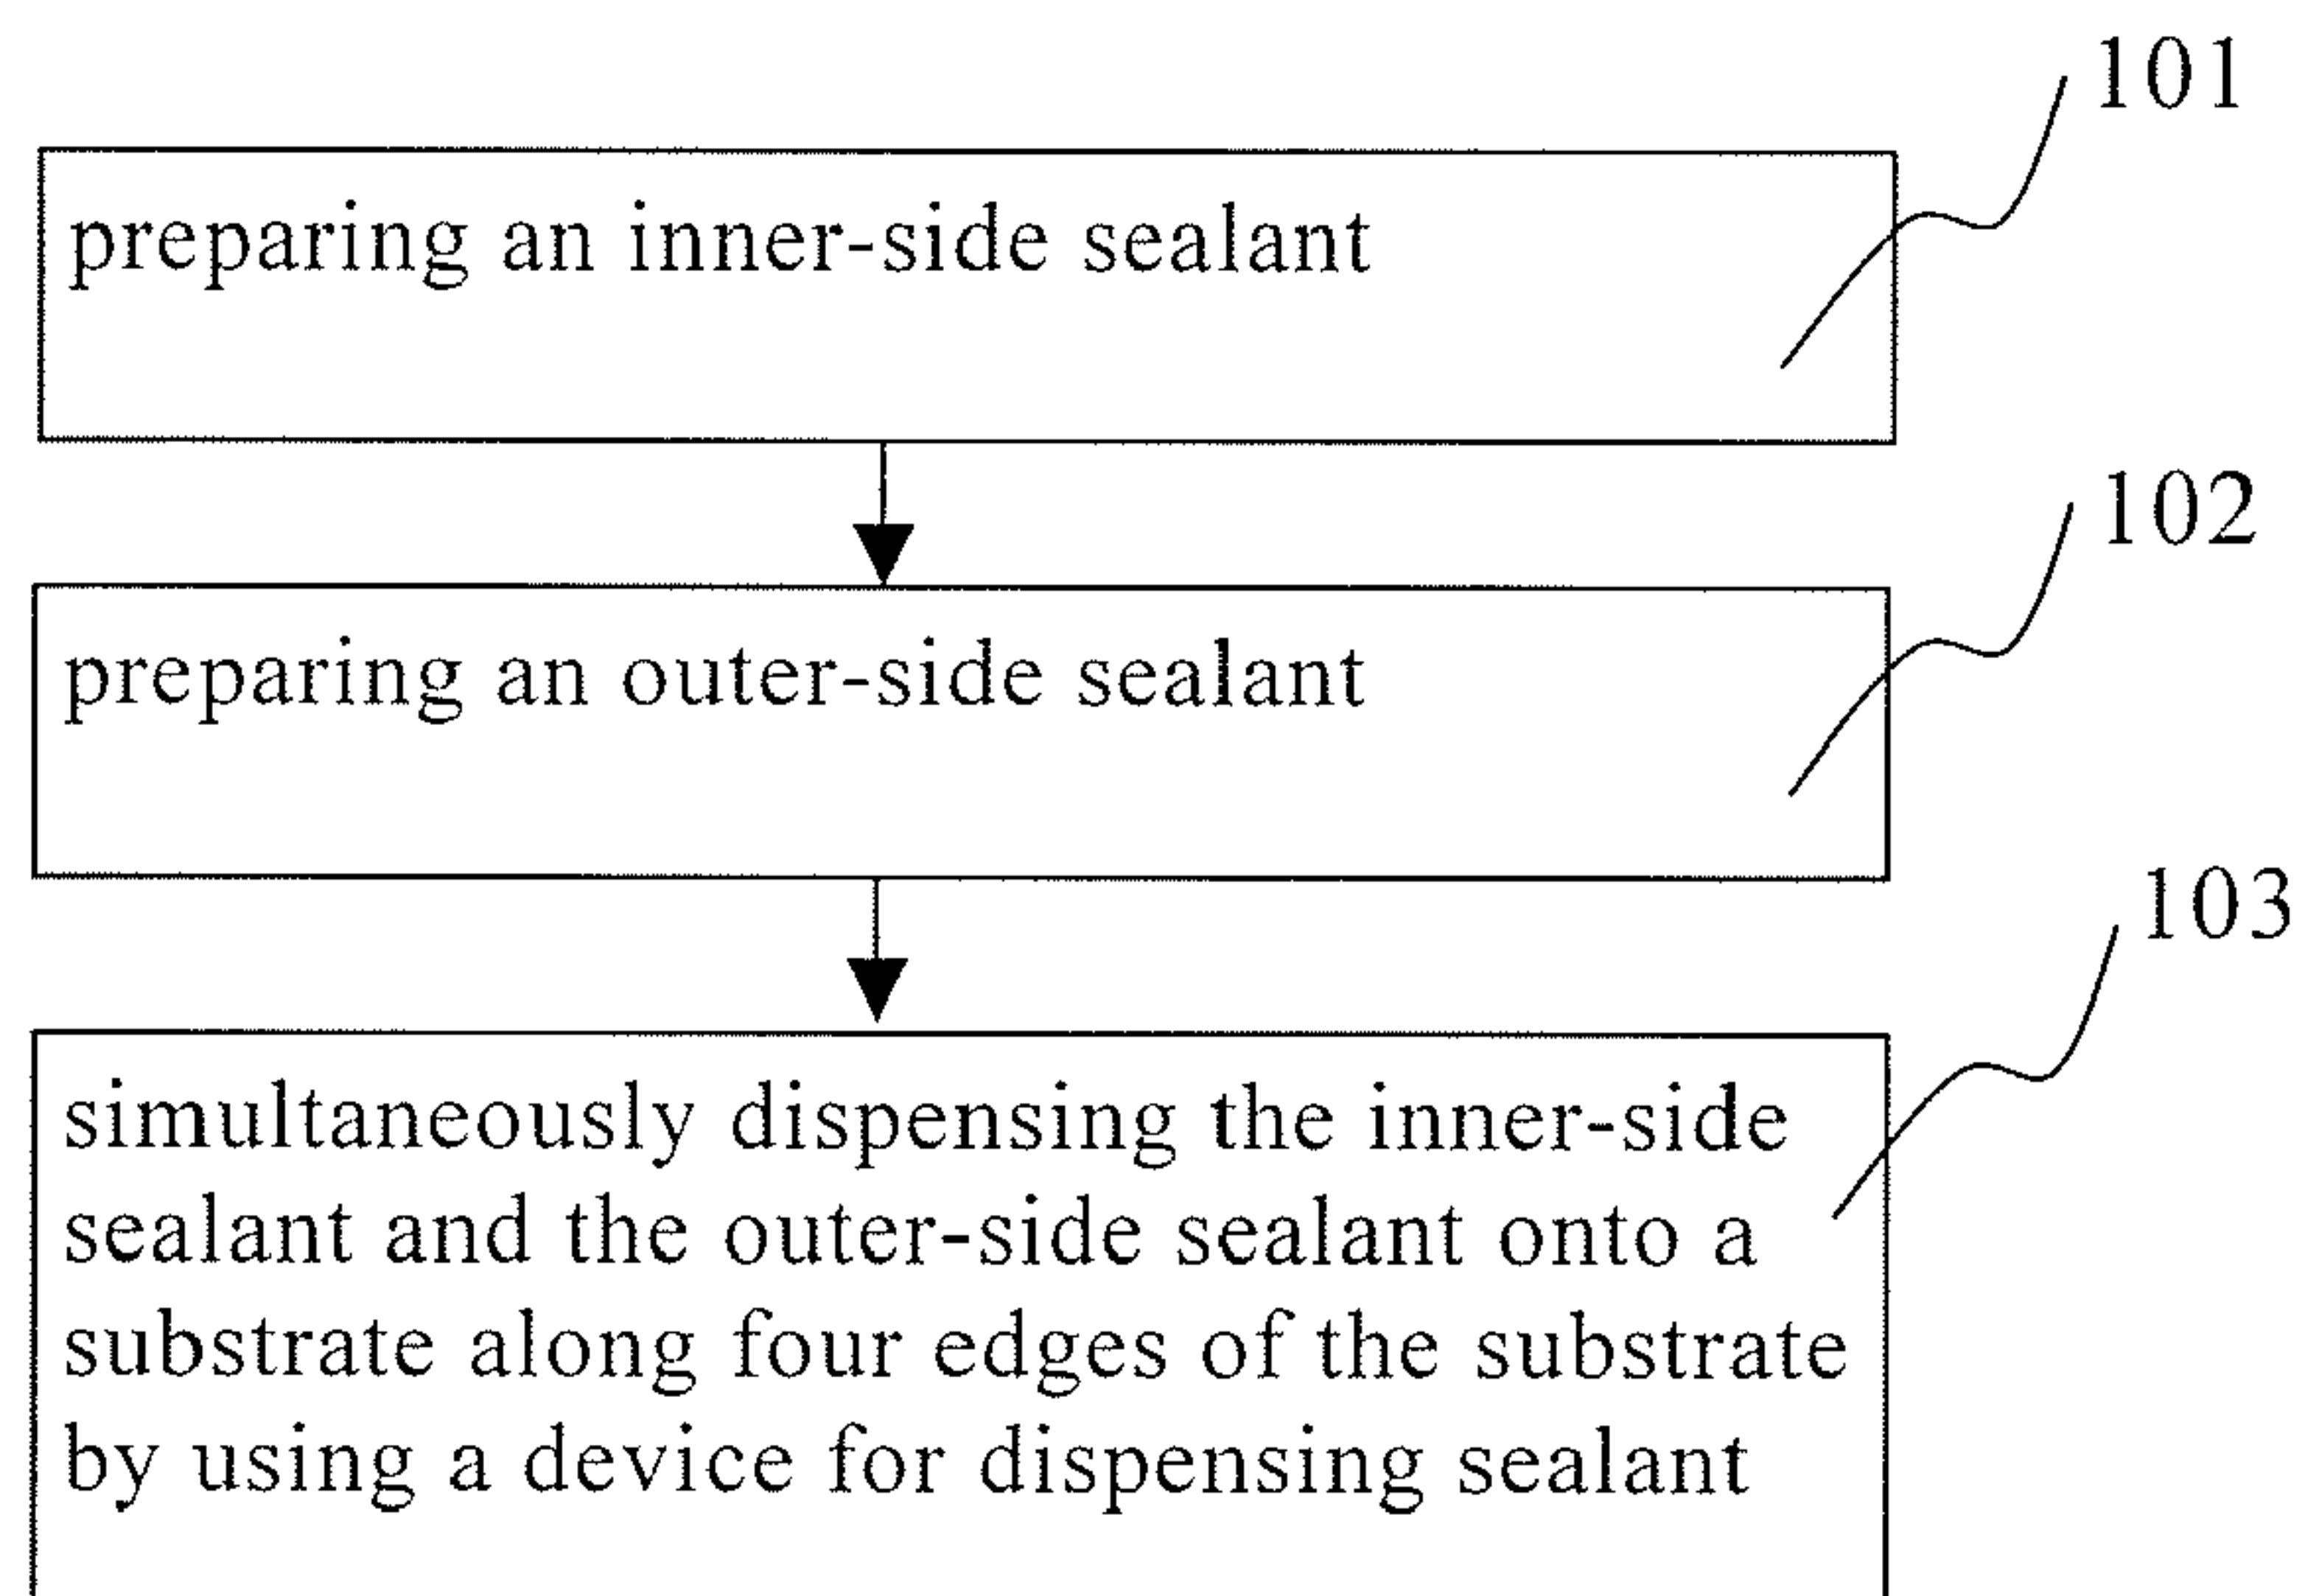 101
preparing an inner-side sealant
102
preparing an outer-side sealant
103
simultaneously dispensing the inner-side
sealant and the outer-side sealant onto a
substrate along four edges of the substrate
by using a device for dispensing sealant